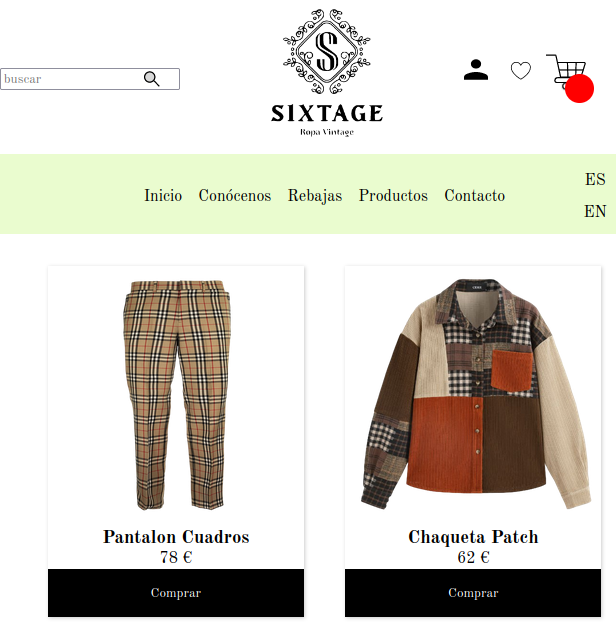 buscar
S
SIXTAGE
Ropa Vintage
Inicio Conócenos Rebajas Productos Contacto
ES
EN
Pantalon Cuadros
78 €
Comprar
Chaqueta Patch
62 €
Comprar